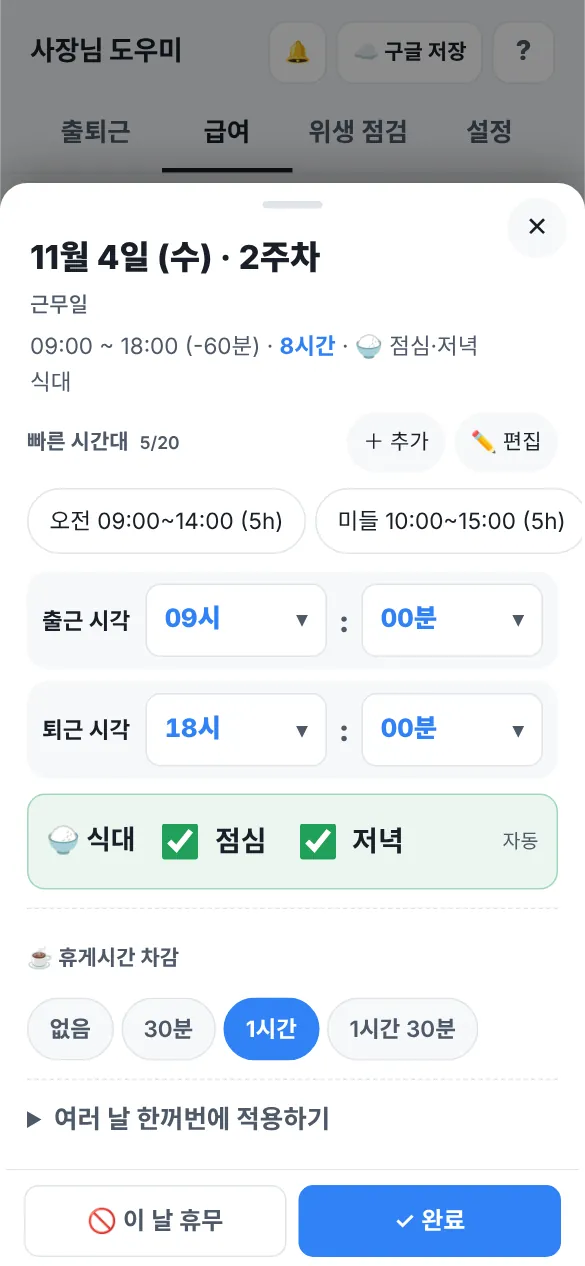 사장님 도우미
🔔 ☁️ 구글 저장 ?
출퇴근 급여 위생 점검 설정
✕
11월 4일 (수) · 2주차
근무일
09:00 ~ 18:00 (-60분) · 8시간 · 🍚 점심·저녁
식대
빠른 시간대 5/20 ＋ 추가 ✏️ 편집
오전 09:00~14:00 (5h) 미들 10:00~15:00 (5h)
출근 시각 09시 ▼ : 00분 ▼
퇴근 시각 18시 ▼ : 00분 ▼
🍚 식대 ✅ 점심 ✅ 저녁 자동
☕ 휴게시간 차감
없음 30분 1시간 1시간 30분
▶ 여러 날 한꺼번에 적용하기
🚫 이 날 휴무 ✓ 완료